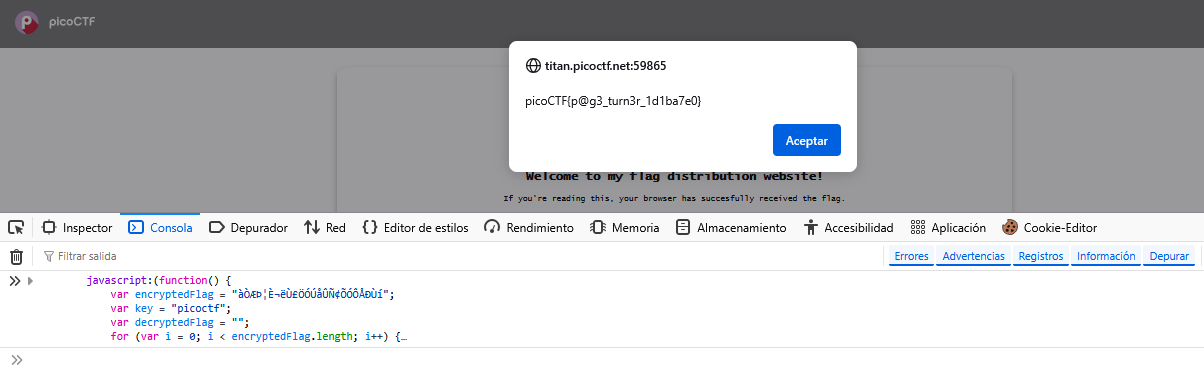 picoCTF
titan.picoctf.net:59865
picoCTF{p@g3_turn3r_1d1ba7e0}
Aceptar
Welcome to my flag distribution website!
If you're reading this, your browser has succesfully received the flag.
Inspector Consola Depurador Red Editor de estilos Rendimiento Memoria Almacenamiento Accesibilidad Aplicación Cookie-Editor
Filtrar salida Errores Advertencias Registros Información Depurar
javascript:(function() {
var encryptedFlag = "àÒÆÞ¦È¬ëÙ£ÖÓÚåÛÑ¢ÕÓÔÅÐÙí";
var key = "picoctf";
var decryptedFlag = "";
for (var i = 0; i < encryptedFlag.length; i++) {…